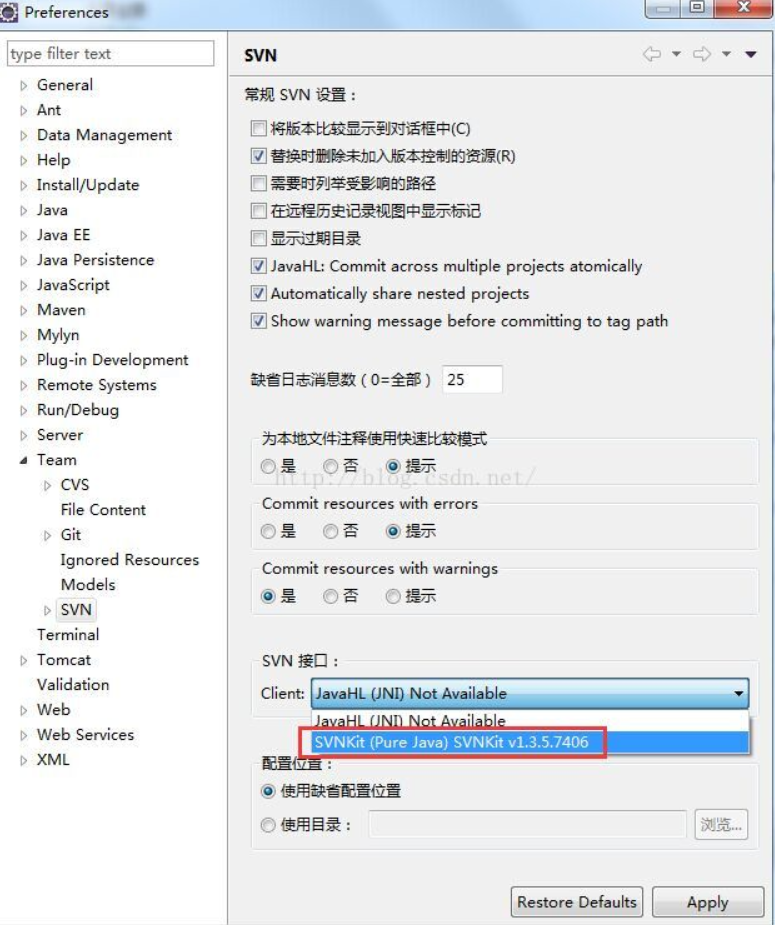 Preferences
type filter text
General
Ant
Data Management
Help
Install/Update
Java
Java EE
Java Persistence
JavaScript
Maven
Mylyn
Plug-in Development
Remote Systems
Run/Debug
Server
Team
CVS
File Content
Git
Ignored Resources
Models
SVN
Terminal
Tomcat
Validation
Web
Web Services
XML
SVN
常规 SVN 设置：
将版本比较显示到对话框中(C)
替换时删除未加入版本控制的资源(R)
需要时列举受影响的路径
在远程历史记录视图中显示标记
显示过期目录
JavaHL: Commit across multiple projects atomically
Automatically share nested projects
Show warning message before committing to tag path
缺省日志消息数（0=全部） 25
为本地文件注释使用快速比较模式
是 否 提示
http://blog.csdn.net/
Commit resources with errors
是 否 提示
Commit resources with warnings
是 否 提示
SVN 接口：
Client: JavaHL (JNI) Not Available
JavaHL (JNI) Not Available
SVNKit (Pure Java) SVNKit v1.3.5.7406
配置位置：
使用缺省配置位置
使用目录： 浏览...
Restore Defaults Apply